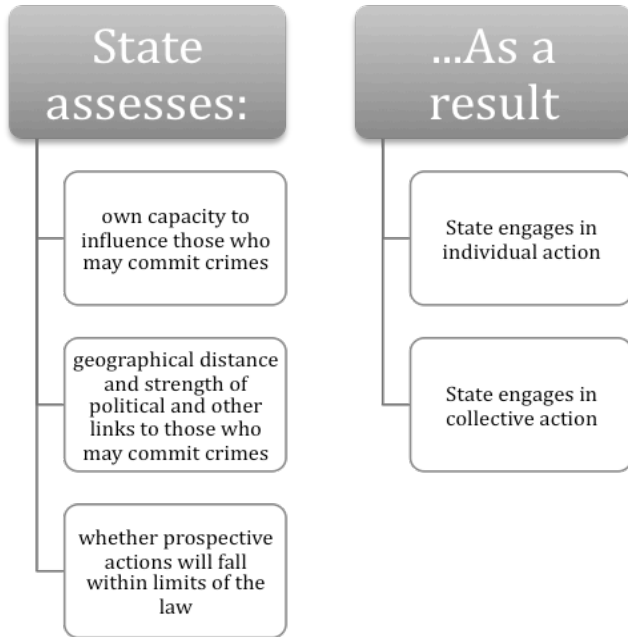 State
assesses:
own capacity to
influence those who
may commit crimes
geographical distance
and strength of
political and other
links to those who
may commit crimes
whether prospective
actions will fall
within limits of the
law
...As a
result
State engages in
individual action
State engages in
collective action